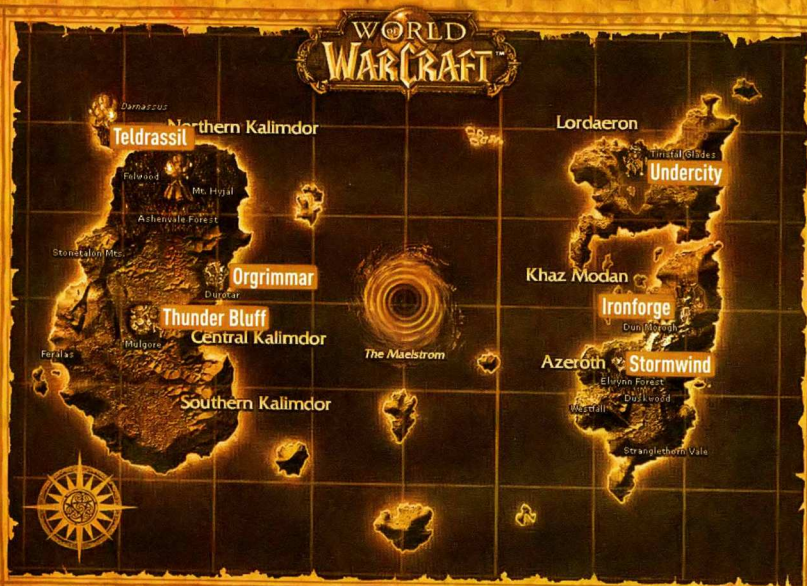 WORLD
OF
WARCRAFT™
Darnassus
Teldrassil
Northern Kalimdor
Felwood
Mt. Hyjal
Ashenvale Forest
Stonetalon Mts.
Orgrimmar
Durotar
Thunder Bluff
Mulgore
Central Kalimdor
Feralas
Southern Kalimdor
The Maelstrom
Lordaeron
Tirisfal Glades
Undercity
Khaz Modan
Ironforge
Dun Morogh
Azeroth
Stormwind
Elwynn Forest
Duskwood
Westfall
Stranglethorn Vale